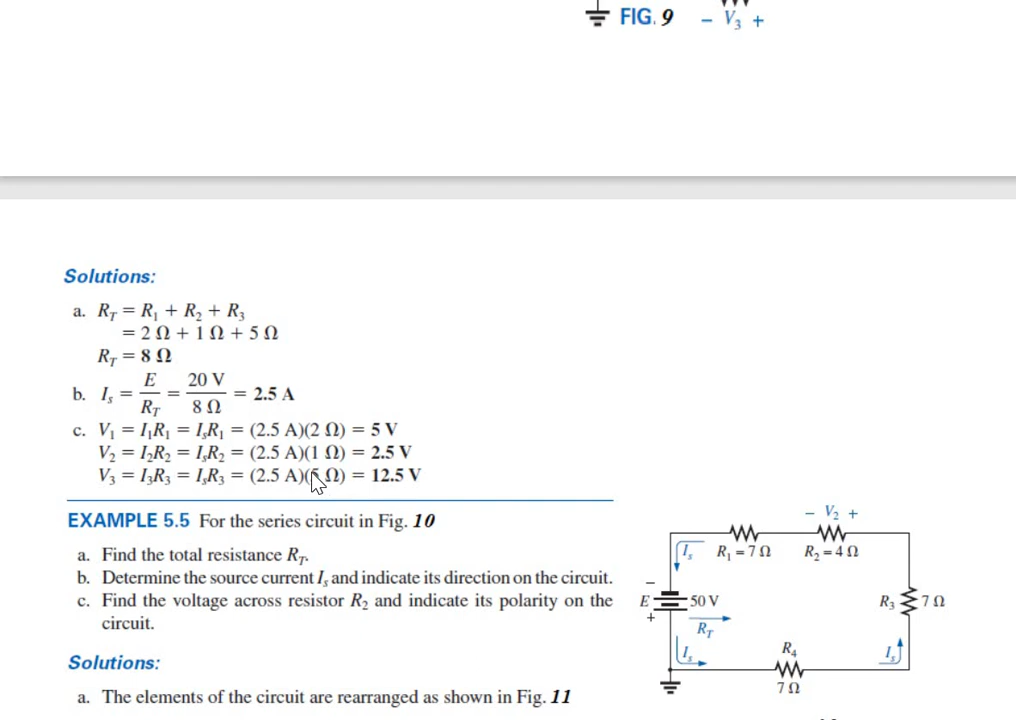 FIG. 9 − V3 +
Solutions:
a. RT = R1 + R2 + R3
= 2 Ω + 1 Ω + 5 Ω
RT = 8 Ω
b. Is = E/RT = 20 V/8 Ω = 2.5 A
c. V1 = I1R1 = IsR1 = (2.5 A)(2 Ω) = 5 V
V2 = I2R2 = IsR2 = (2.5 A)(1 Ω) = 2.5 V
V3 = I3R3 = IsR3 = (2.5 A)(5 Ω) = 12.5 V
EXAMPLE 5.5 For the series circuit in Fig. 10
a. Find the total resistance RT.
b. Determine the source current Is and indicate its direction on the circuit.
c. Find the voltage across resistor R2 and indicate its polarity on the
circuit.
Solutions:
a. The elements of the circuit are rearranged as shown in Fig. 11
− V2 +
Is R1 = 7 Ω R2 = 4 Ω
−
E 50 V
+
R3 7 Ω
RT
Is
R4
7 Ω
Is